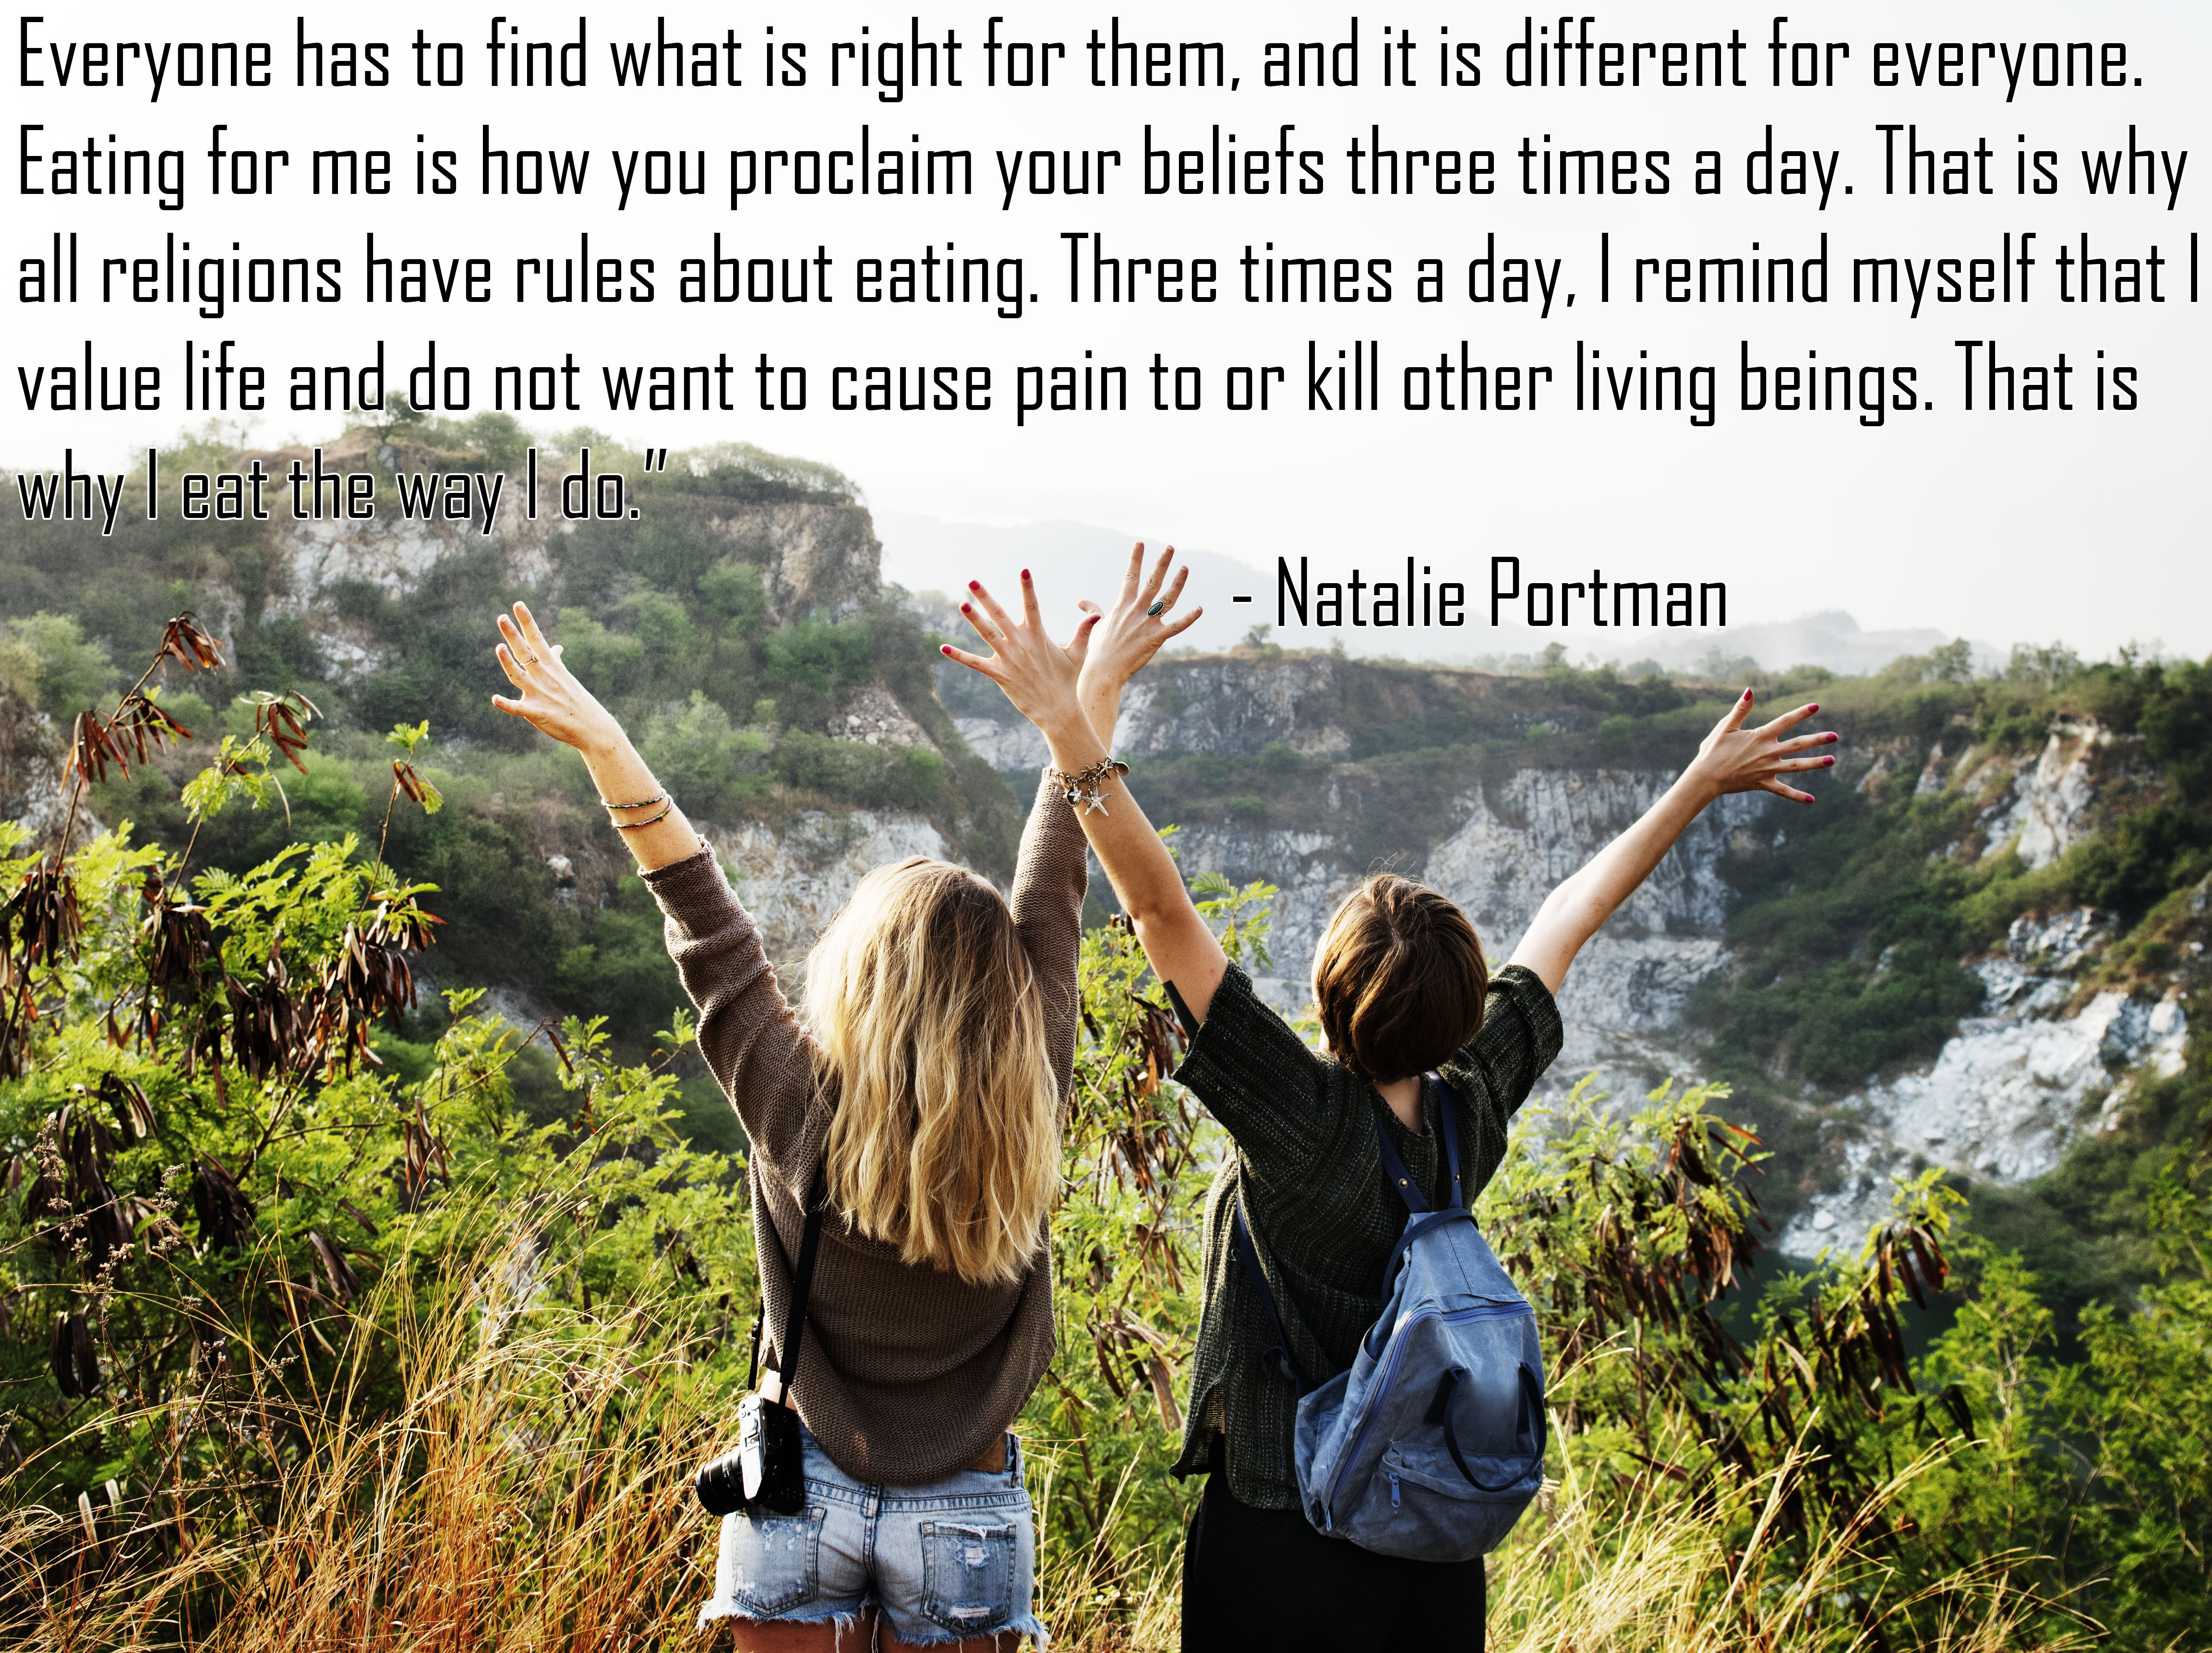 Everyone has to find what is right for them, and it is different for everyone.
Eating for me is how you proclaim your beliefs three times a day. That is why
all religions have rules about eating. Three times a day, I remind myself that I
value life and do not want to cause pain to or kill other living beings. That is
why I eat the way I do.”
- Natalie Portman